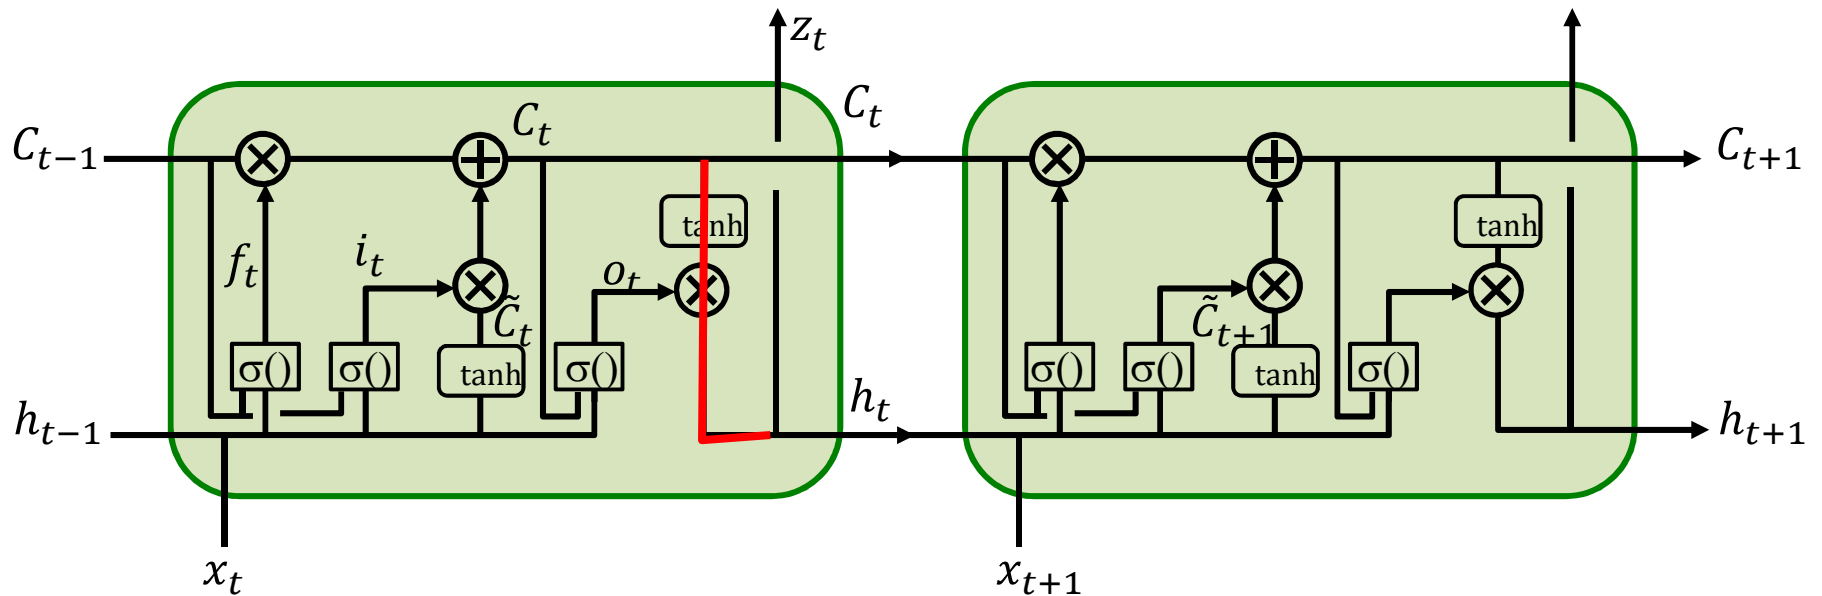 z_t
C_t
C_t
C_{t−1}
C_{t+1}
tanh
tanh
f_t
i_t
o_t
C̃_t
C̃_{t+1}
σ()
σ()
tanh
σ()
σ()
σ()
tanh
σ()
h_{t−1}
h_t
h_{t+1}
x_t
x_{t+1}